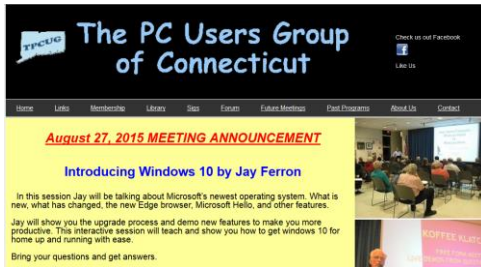 TPCUG
The PC Users Group
of Connecticut
Check us out Facebook
Like Us
Home Links Membership Library Sigs Forum Future Meetings Past Programs About Us Contact
August 27, 2015 MEETING ANNOUNCEMENT
Introducing Windows 10 by Jay Ferron
In this session Jay will be talking about Microsoft's newest operating system. What is
new, what has changed, the new Edge browser, Microsoft Hello, and other features.
Jay will show you the upgrade process and demo new features to make you more
productive. This interactive session will teach and show you how to get windows 10 for
home up and running with ease.
Bring your questions and get answers.
KOFFEE KLATC